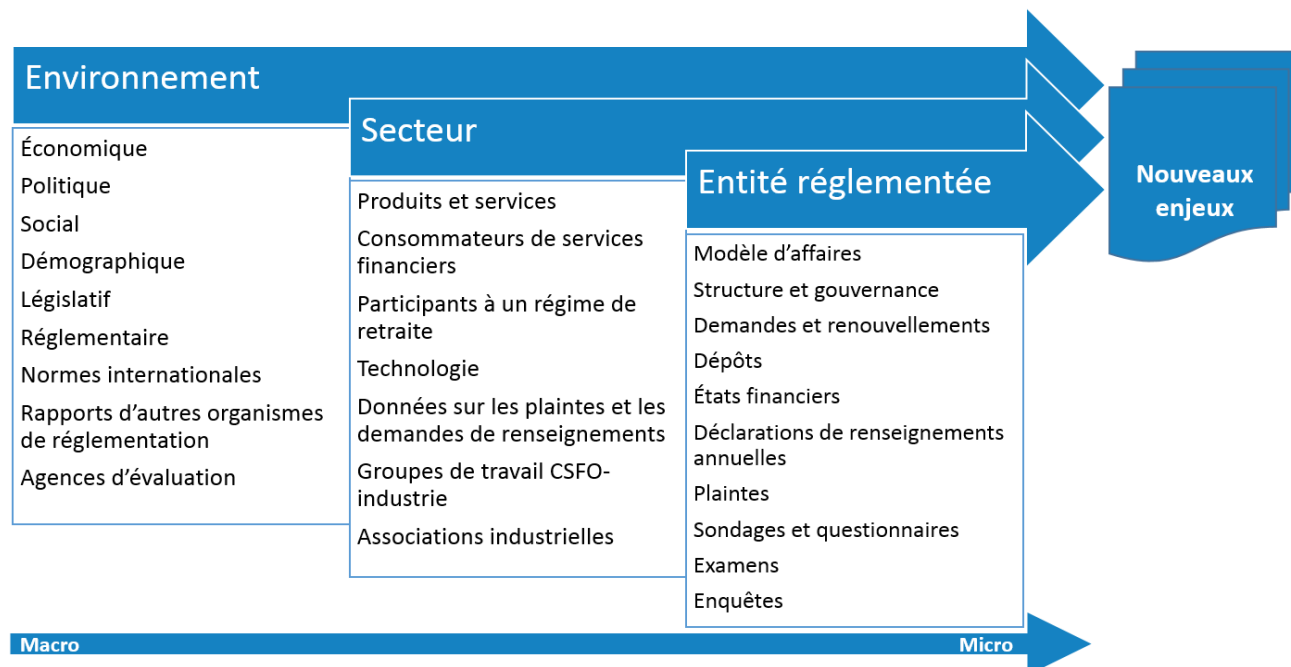 Environnement
Économique
Politique
Social
Démographique
Législatif
Réglementaire
Normes internationales
Rapports d’autres organismes
de réglementation
Agences d’évaluation
Secteur
Produits et services
Consommateurs de services
financiers
Participants à un régime de
retraite
Technologie
Données sur les plaintes et les
demandes de renseignements
Groupes de travail CSFO-
industrie
Associations industrielles
Entité réglementée
Modèle d’affaires
Structure et gouvernance
Demandes et renouvellements
Dépôts
États financiers
Déclarations de renseignements
annuelles
Plaintes
Sondages et questionnaires
Examens
Enquêtes
Nouveaux
enjeux
Macro
Micro